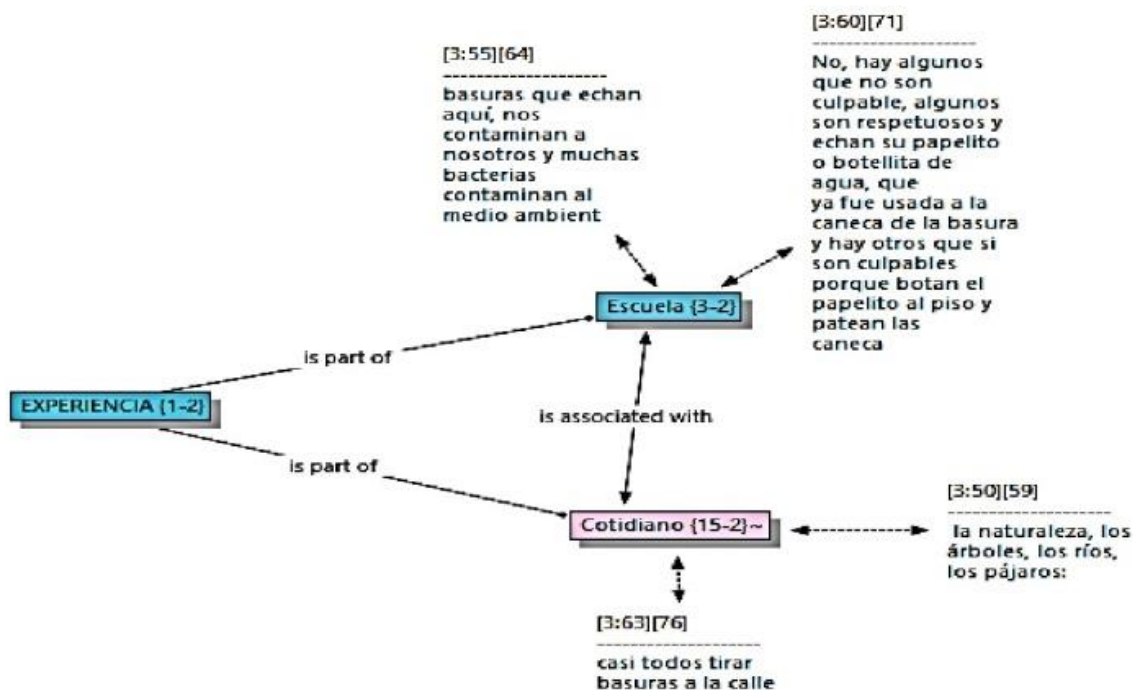 [3:60][71]
--------------------
No, hay algunos
que no son
culpable, algunos
son respetuosos y
echan su papelito
o botellita de
agua, que
ya fue usada a la
caneca de la basura
y hay otros que si
son culpables
porque botan el
papelito al piso y
patean las
caneca
[3:55][64]
--------------------
basuras que echan
aquí, nos
contaminan a
nosotros y muchas
bacterias
contaminan al
medio ambient
Escuela {3-2}
is part of
EXPERIENCIA {1-2}
is associated with
is part of
Cotidiano {15-2}~
[3:50][59]
--------------------
la naturaleza, los
árboles, los ríos,
los pájaros:
[3:63][76]
--------------------
casi todos tirar
basuras a la calle